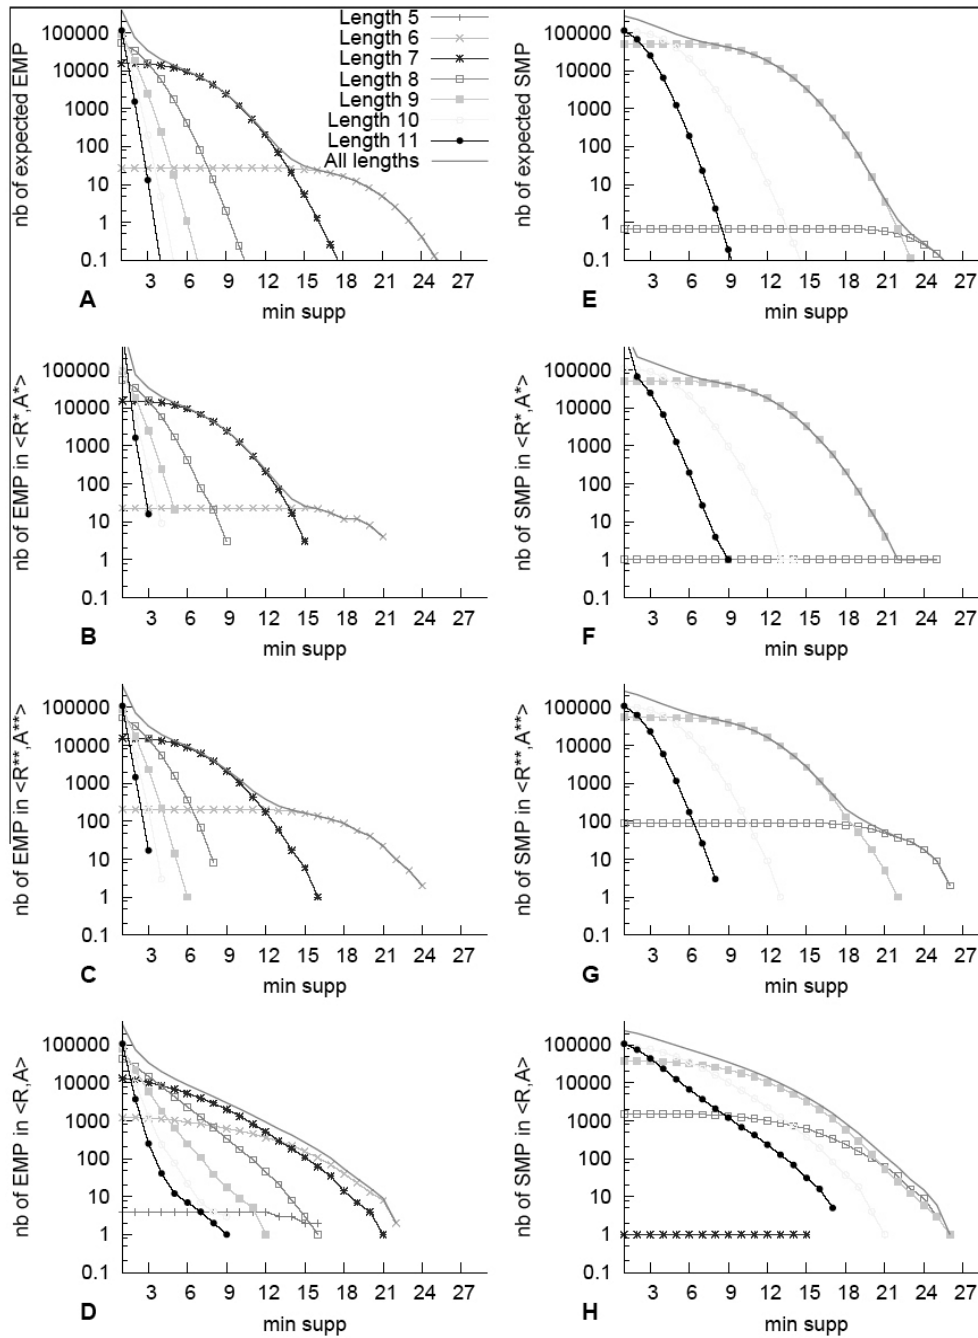 nb of expected EMP
100000
10000
1000
100
10
1
0.1
3 6 9 12 15 18 21 24 27
A
min supp
Length 5
Length 6
Length 7
Length 8
Length 9
Length 10
Length 11
All lengths
nb of expected SMP
100000
10000
1000
100
10
1
0.1
3 6 9 12 15 18 21 24 27
E
min supp
nb of EMP in <R*,A*>
100000
10000
1000
100
10
1
0.1
3 6 9 12 15 18 21 24 27
B
min supp
nb of SMP in <R*,A*>
100000
10000
1000
100
10
1
0.1
3 6 9 12 15 18 21 24 27
F
min supp
nb of EMP in <R**,A**>
100000
10000
1000
100
10
1
0.1
3 6 9 12 15 18 21 24 27
C
min supp
nb of SMP in <R**,A**>
100000
10000
1000
100
10
1
0.1
3 6 9 12 15 18 21 24 27
G
min supp
nb of EMP in <R,A>
100000
10000
1000
100
10
1
0.1
3 6 9 12 15 18 21 24 27
D
min supp
nb of SMP in <R,A>
100000
10000
1000
100
10
1
0.1
3 6 9 12 15 18 21 24 27
H
min supp